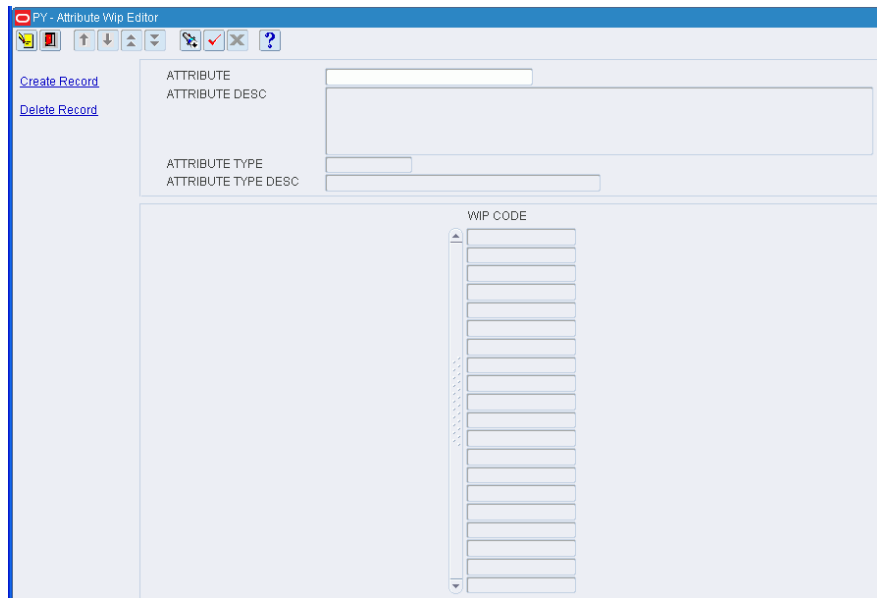 PY - Attribute Wip Editor
?
Create Record
Delete Record
ATTRIBUTE
ATTRIBUTE DESC
ATTRIBUTE TYPE
ATTRIBUTE TYPE DESC
WIP CODE